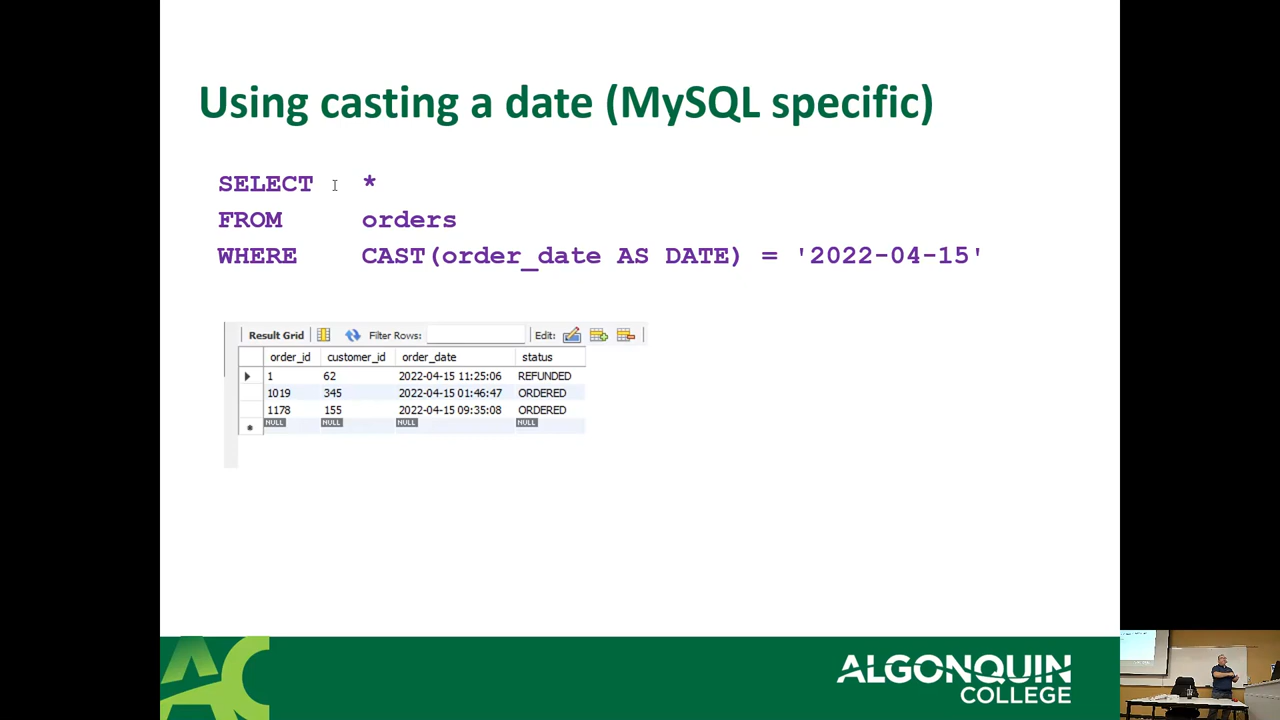 Using casting a date (MySQL specific)
SELECT *
FROM orders
WHERE CAST(order_date AS DATE) = '2022-04-15'
Result Grid Filter Rows: Edit:
order_id customer_id order_date status
1 62 2022-04-15 11:25:06 REFUNDED
1019 345 2022-04-15 01:46:47 ORDERED
1178 155 2022-04-15 09:35:08 ORDERED
NULL NULL NULL NULL
AC
ALGONQUIN
COLLEGE